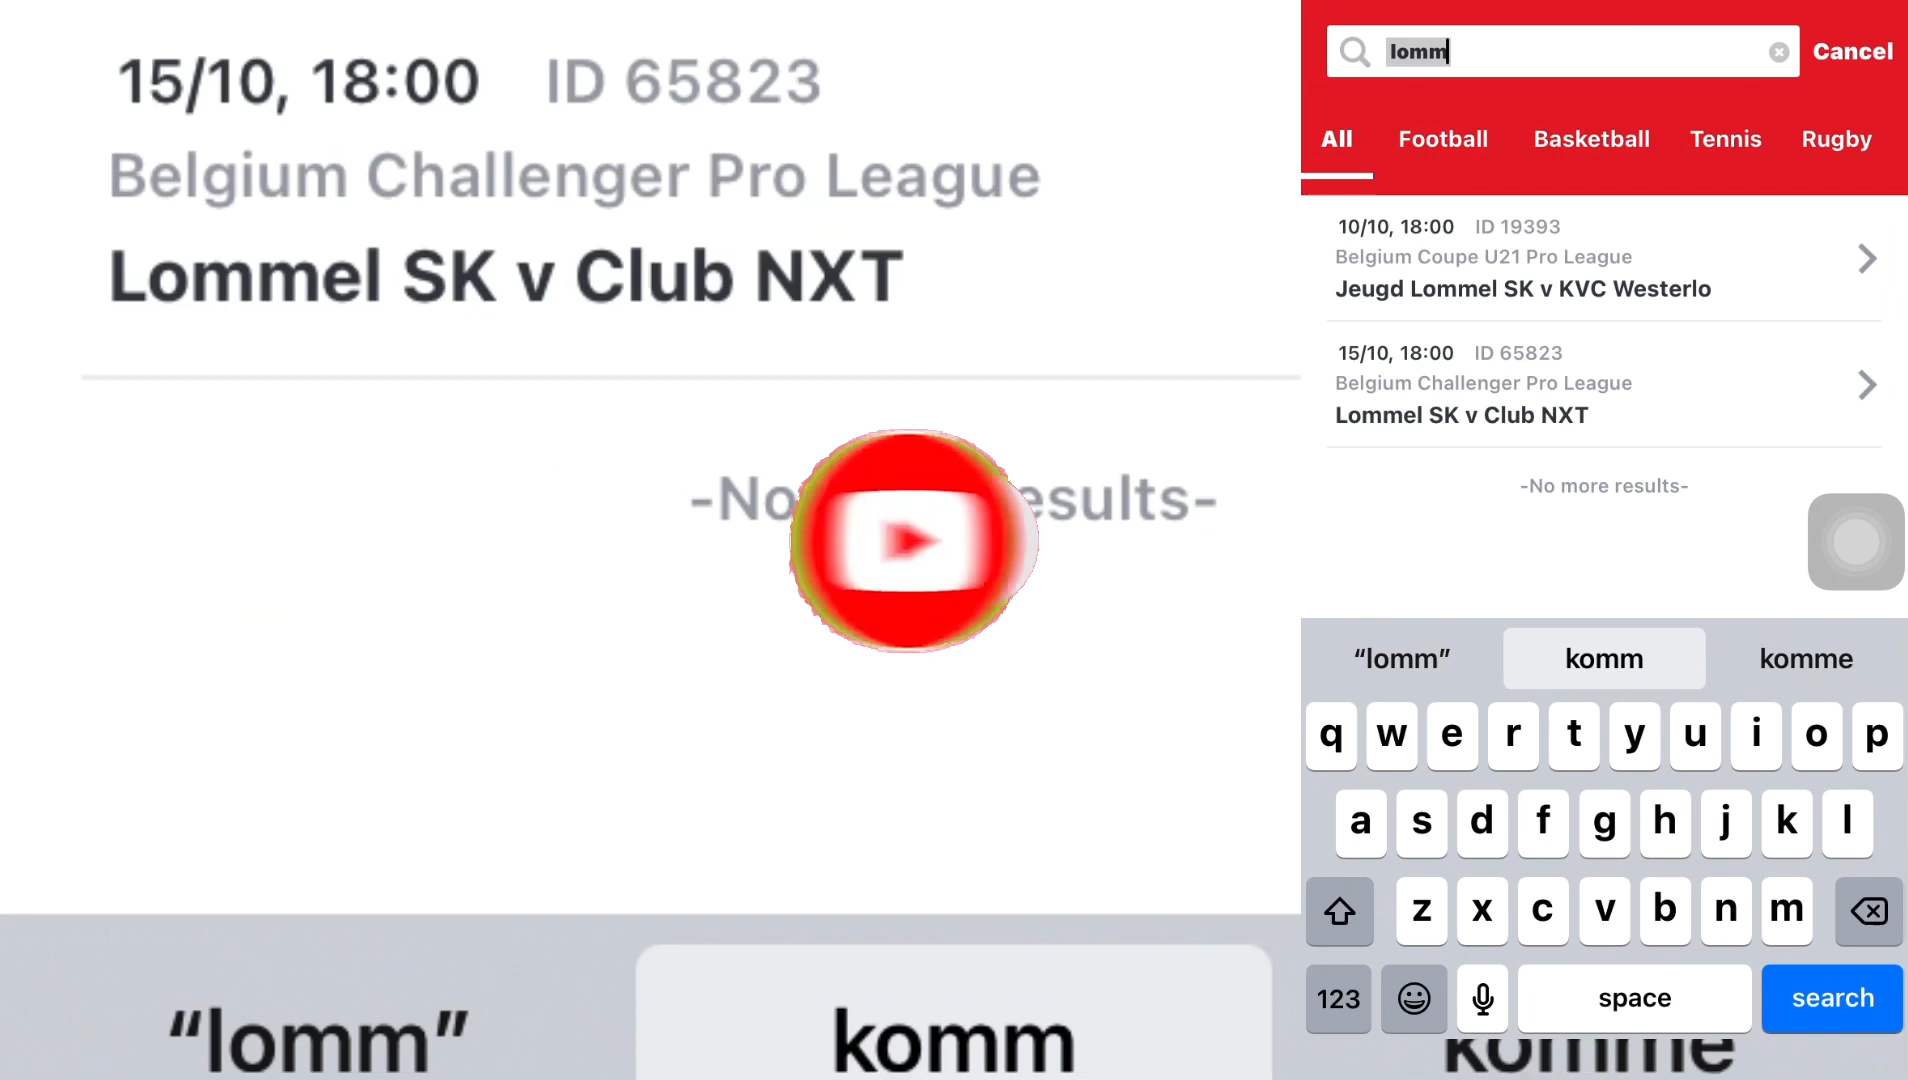 15/10, 18:00 ID 65823
Belgium Challenger Pro League
Lommel SK v Club NXT
-No esults-
“lomm” komm komme
lomm
Cancel
All Football Basketball Tennis Rugby
10/10, 18:00 ID 19393
Belgium Coupe U21 Pro League
Jeugd Lommel SK v KVC Westerlo
15/10, 18:00 ID 65823
Belgium Challenger Pro League
Lommel SK v Club NXT
-No more results-
“lomm” komm komme
q w e r t y u i o p
a s d f g h j k l
z x c v b n m
123 space search